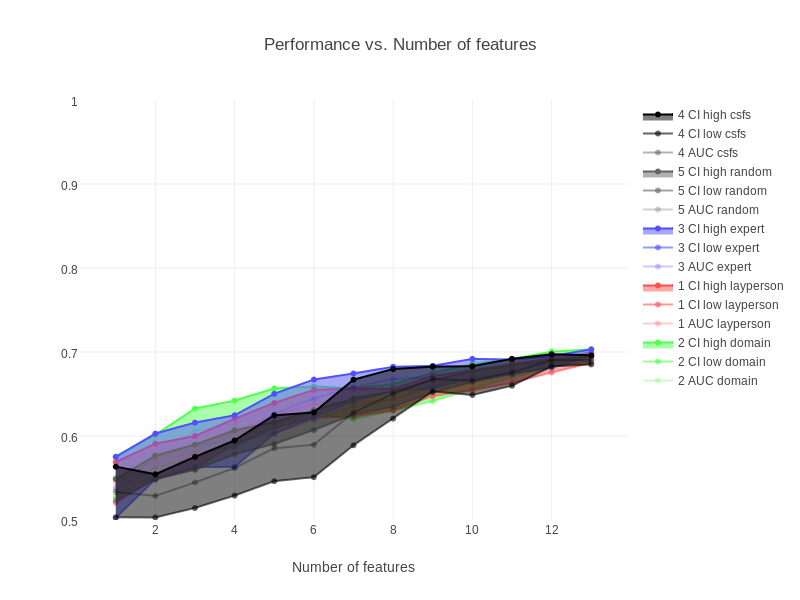 Performance vs. Number of features
1
0.9
0.8
0.7
0.6
0.5
2
4
6
8
10
12
Number of features
4 CI high csfs
4 CI low csfs
4 AUC csfs
5 CI high random
5 CI low random
5 AUC random
3 CI high expert
3 CI low expert
3 AUC expert
1 CI high layperson
1 CI low layperson
1 AUC layperson
2 CI high domain
2 CI low domain
2 AUC domain